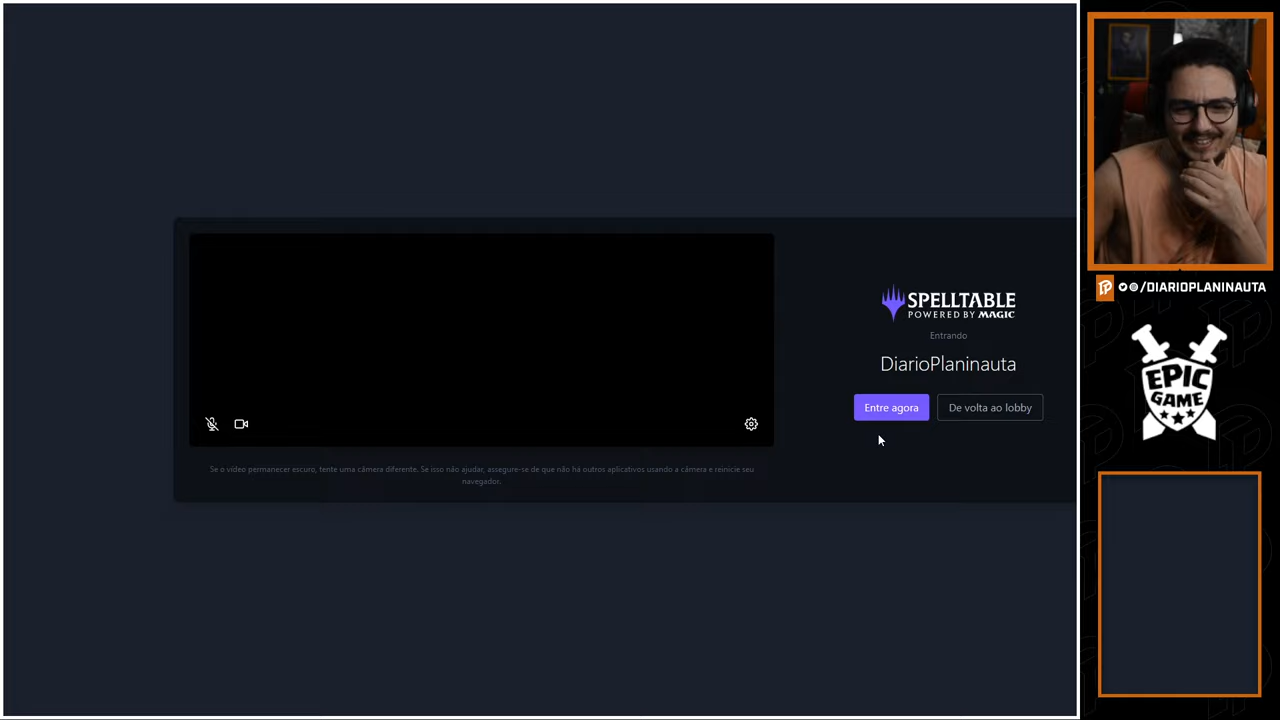 SPELLTABLE
POWERED BY MAGIC
Entrando
DiarioPlaninauta
Entre agora
De volta ao lobby
Se o vídeo permanecer escuro, tente uma câmera diferente. Se isso não ajudar, assegure-se de que não há outros aplicativos usando a câmera e reinicie seu
navegador.
/DIARIOPLANINAUTA
EPIC
GAME